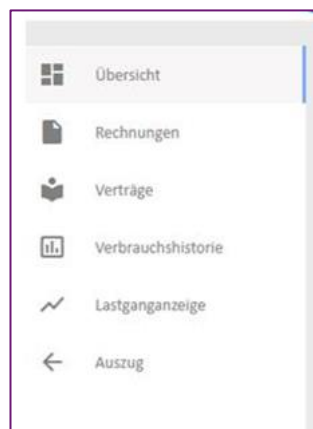 Übersicht
Rechnungen
Verträge
Verbrauchshistorie
Lastganganzeige
Auszug